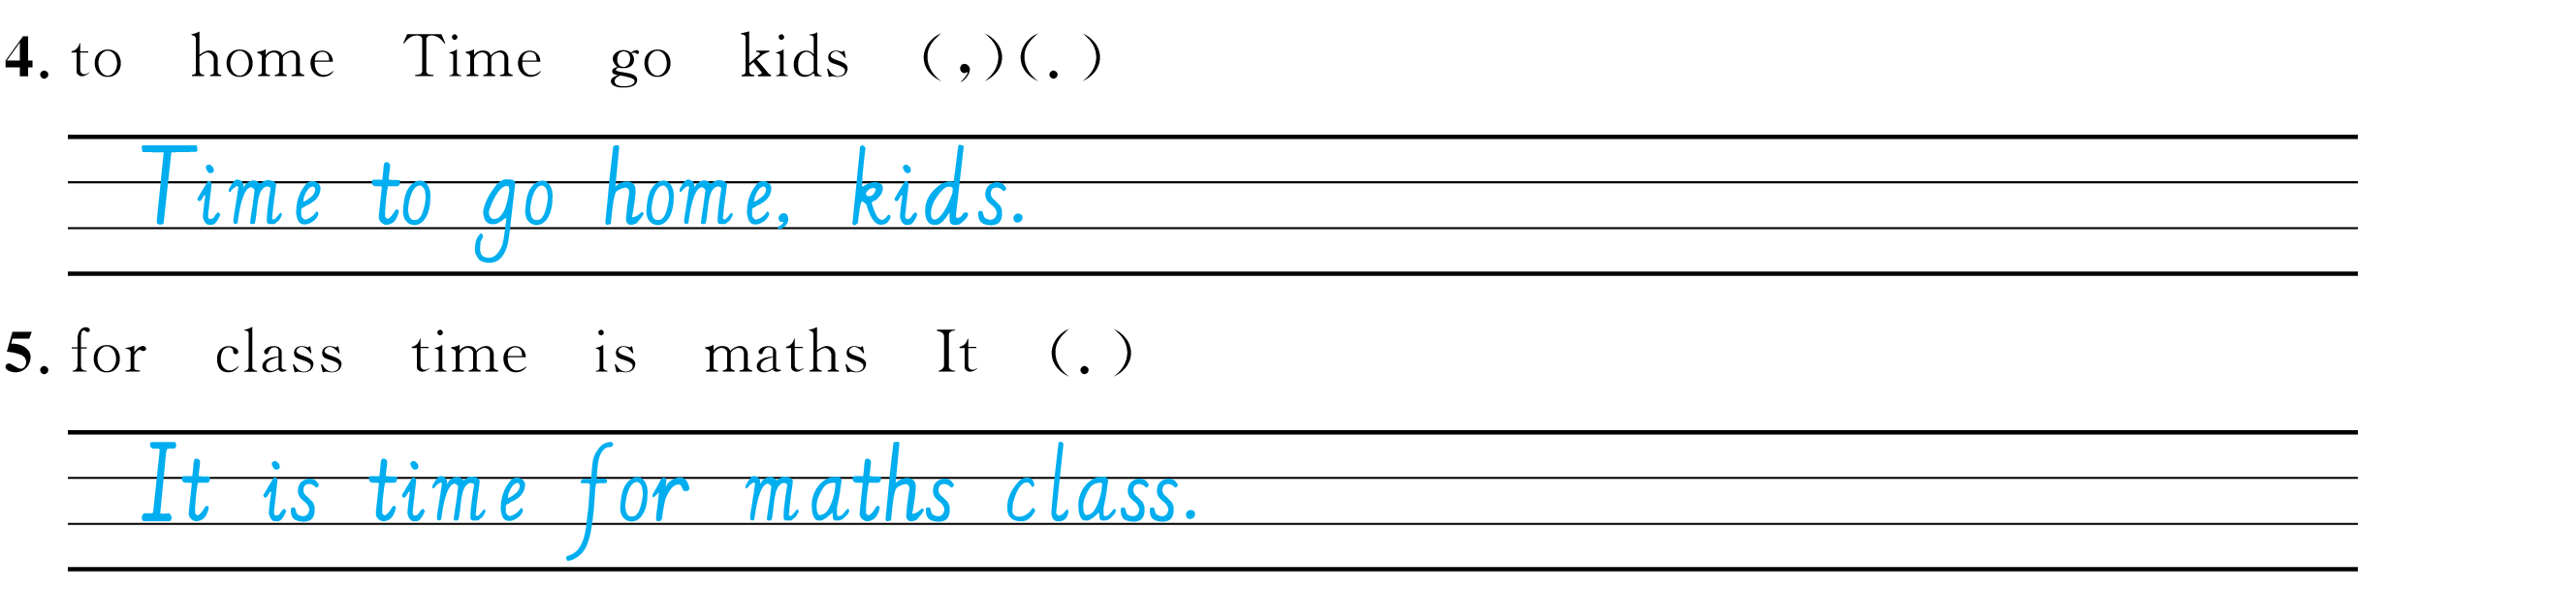 4. to home Time go kids (,)(.)
Time to go home, kids.
5. for class time is maths It (.)
It is time for maths class.